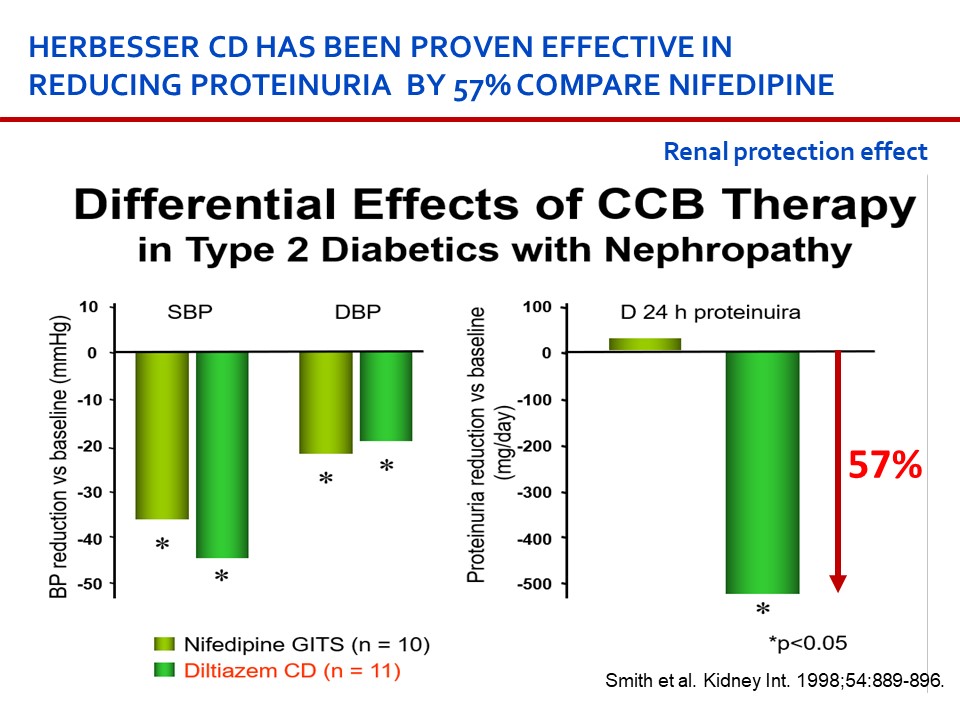 HERBESSER CD HAS BEEN PROVEN EFFECTIVE IN
REDUCING PROTEINURIA BY 57% COMPARE NIFEDIPINE
Renal protection effect
Differential Effects of CCB Therapy
in Type 2 Diabetics with Nephropathy
BP reduction vs baseline (mmHg)
10
0
-10
-20
-30
-40
-50
SBP
DBP
*
*
*
*
Proteinuria reduction vs baseline
(mg/day)
100
0
-100
-200
-300
-400
-500
D 24 h proteinuira
57%
*
*p<0.05
Nifedipine GITS (n = 10)
Diltiazem CD (n = 11)
Smith et al. Kidney Int. 1998;54:889-896.